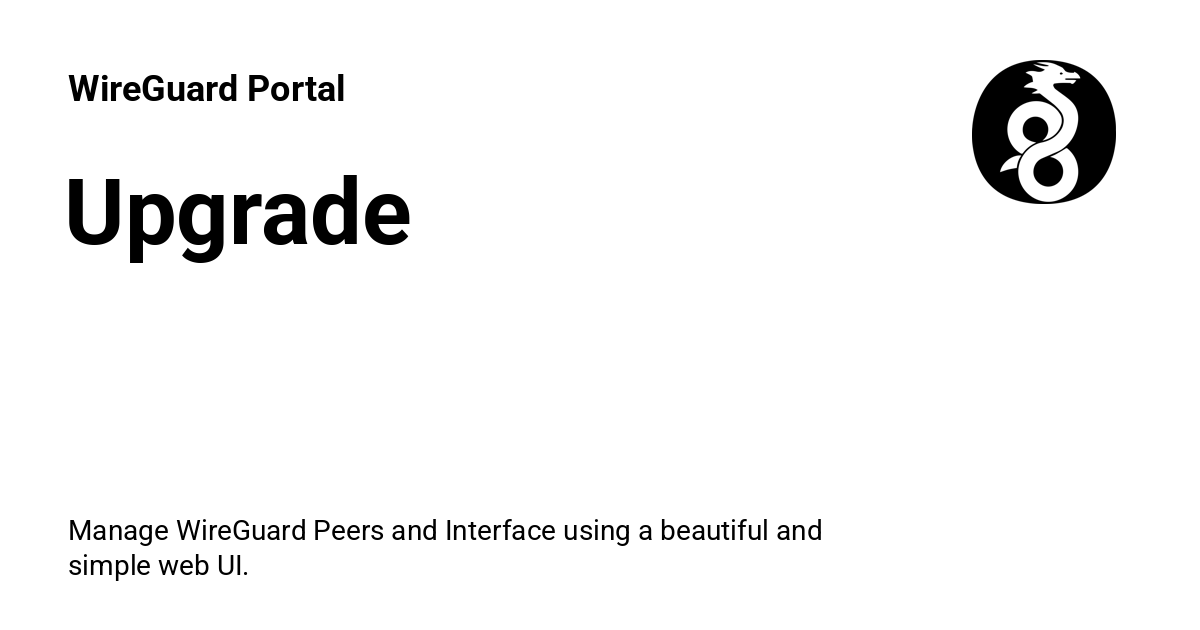 WireGuard Portal
Upgrade
Manage WireGuard Peers and Interface using a beautiful and
simple web UI.